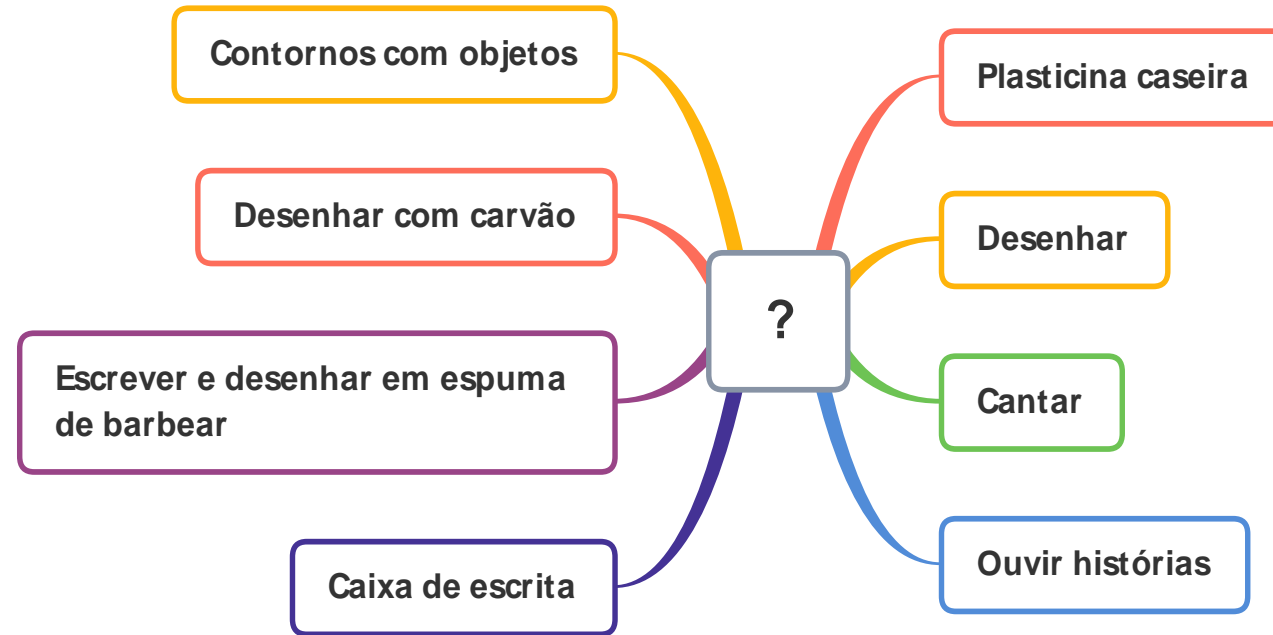 Contornos com objetos
Desenhar com carvão
Escrever e desenhar em espuma
de barbear
Caixa de escrita
?
Plasticina caseira
Desenhar
Cantar
Ouvir histórias